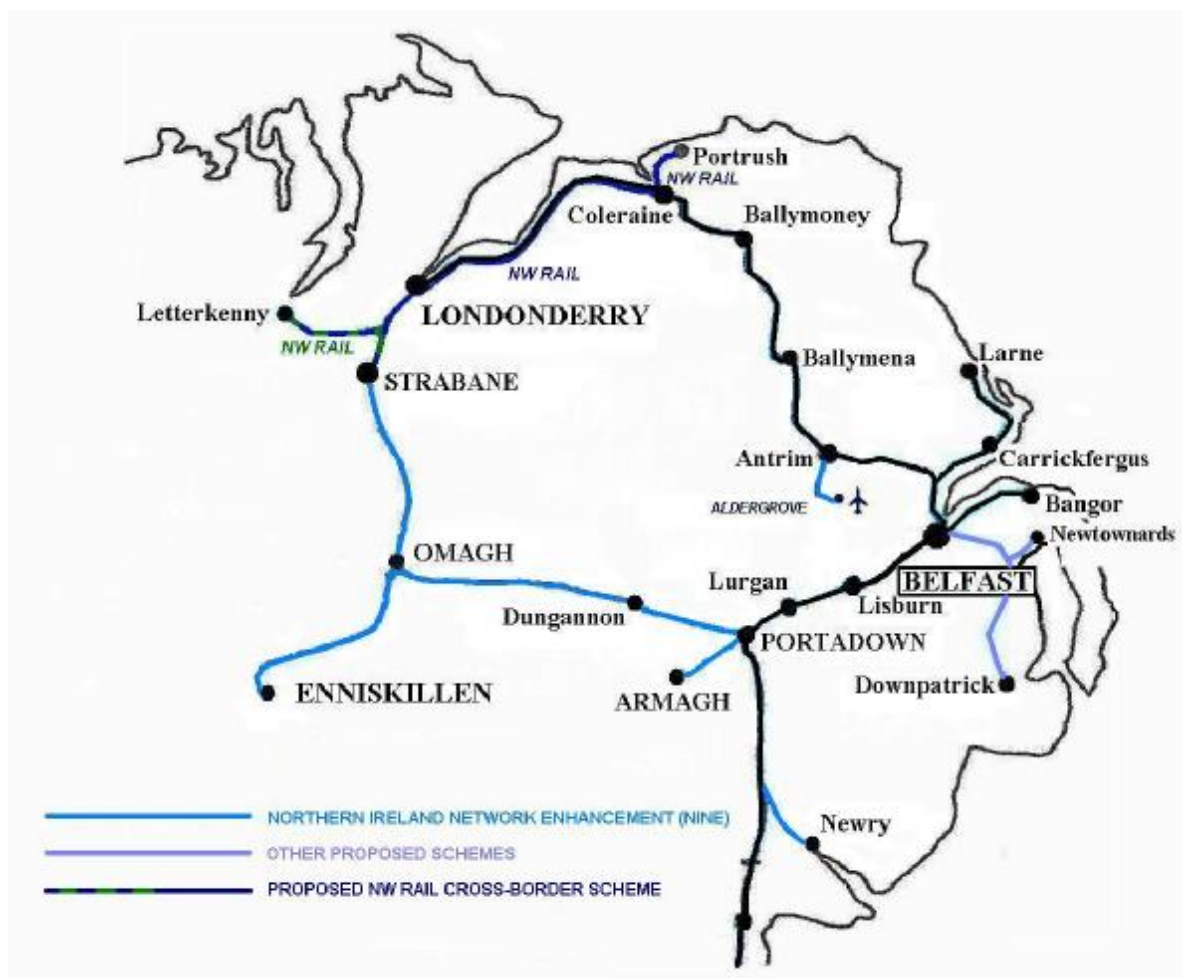 Portrush
NW RAIL
Coleraine
Ballymoney
NW RAIL
Letterkenny
LONDONDERRY
NW RAIL
Ballymena
Larne
STRABANE
Antrim
Carrickfergus
ALDERGROVE
Bangor
Newtownards
OMAGH
BELFAST
Lurgan
Lisburn
Dungannon
PORTADOWN
ENNISKILLEN
ARMAGH
Downpatrick
Newry
NORTHERN IRELAND NETWORK ENHANCEMENT (NINE)
OTHER PROPOSED SCHEMES
PROPOSED NW RAIL CROSS-BORDER SCHEME